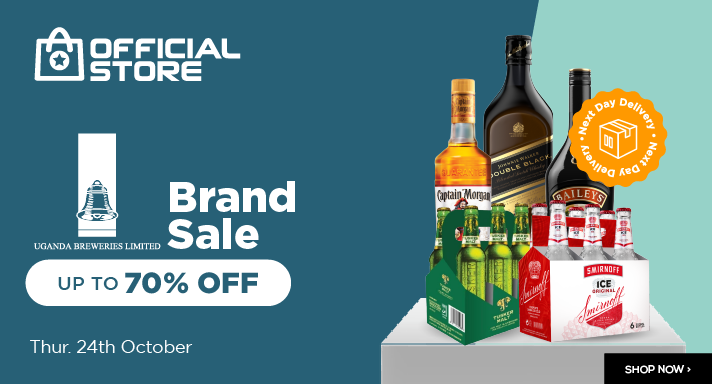 OFFICIAL
STORE
UGANDA BREWERIES LIMITED
Brand
Sale
UP TO 70% OFF
Thur. 24th October
Next Day Delivery • Next Day Delivery •
Captain Morgan
JOHNNIE WALKER
DOUBLE BLACK
BAILEYS
TUSKER
MALT
SMIRNOFF
ICE
ORIGINAL
Smirnoff
6
SHOP NOW ›